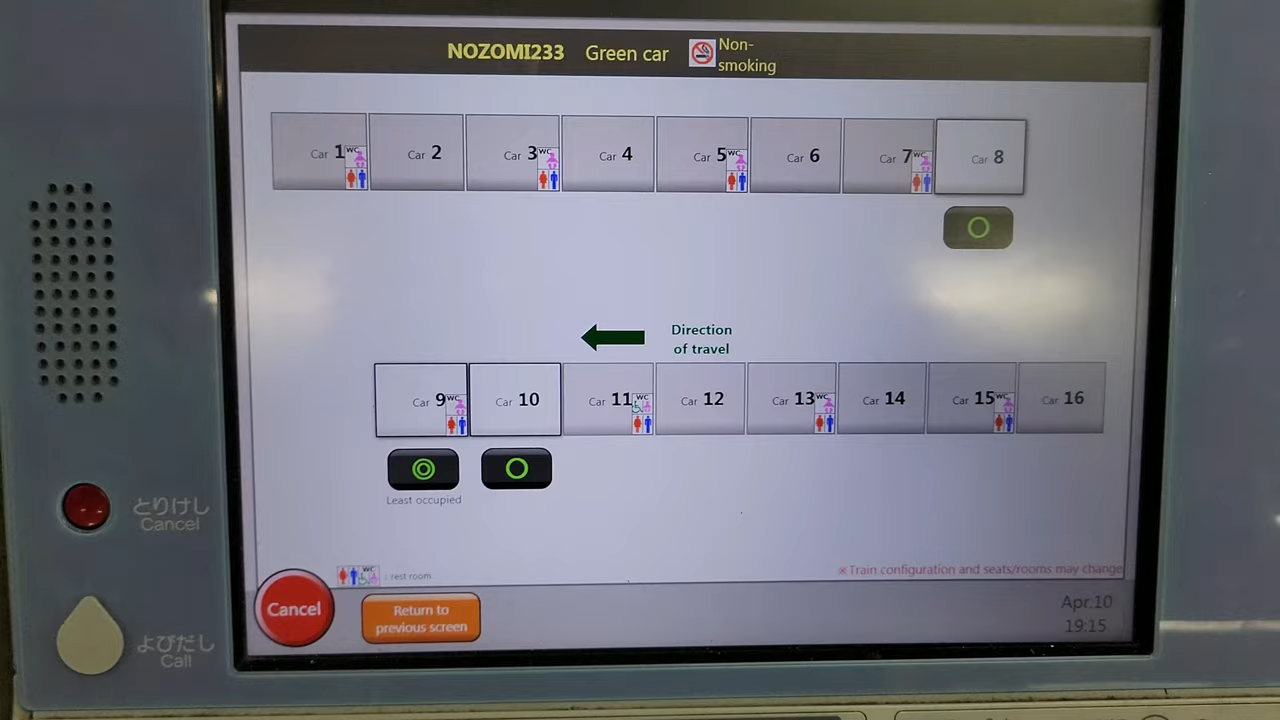 NOZOMI233 Green car Non-
smoking
Car 1 WC Car 2 Car 3 WC Car 4 Car 5 WC Car 6 Car 7 WC Car 8
Direction
of travel
Car 9 WC Car 10 Car 11 WC Car 12 Car 13 WC Car 14 Car 15 WC Car 16
Least occupied
とりけし
Cancel
WC : rest room
※Train configuration and seats/rooms may change
Cancel
Return to
previous screen
Apr.10
19:15
よびだし
Call